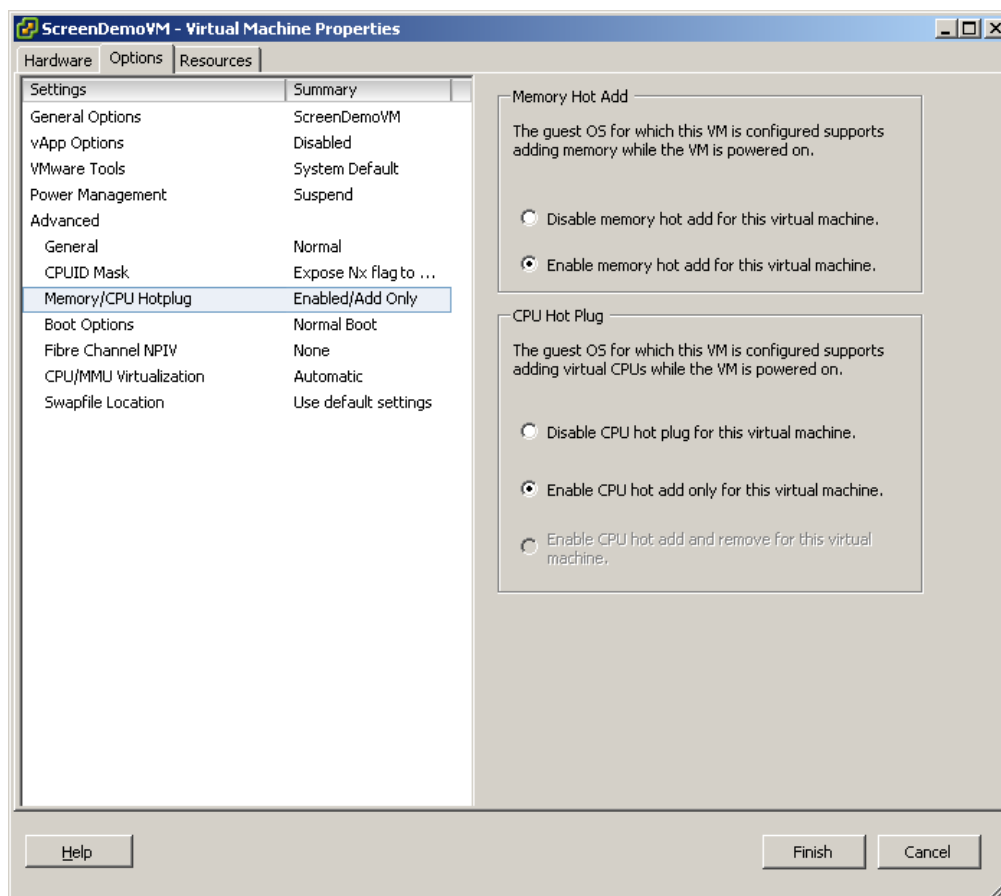 ScreenDemoVM - Virtual Machine Properties
Hardware Options Resources
Settings Summary
General Options ScreenDemoVM
vApp Options Disabled
VMware Tools System Default
Power Management Suspend
Advanced
General Normal
CPUID Mask Expose Nx flag to ...
Memory/CPU Hotplug Enabled/Add Only
Boot Options Normal Boot
Fibre Channel NPIV None
CPU/MMU Virtualization Automatic
Swapfile Location Use default settings
Memory Hot Add
The guest OS for which this VM is configured supports
adding memory while the VM is powered on.
Disable memory hot add for this virtual machine.
Enable memory hot add for this virtual machine.
CPU Hot Plug
The guest OS for which this VM is configured supports
adding virtual CPUs while the VM is powered on.
Disable CPU hot plug for this virtual machine.
Enable CPU hot add only for this virtual machine.
Enable CPU hot add and remove for this virtual
machine.
Help Finish Cancel